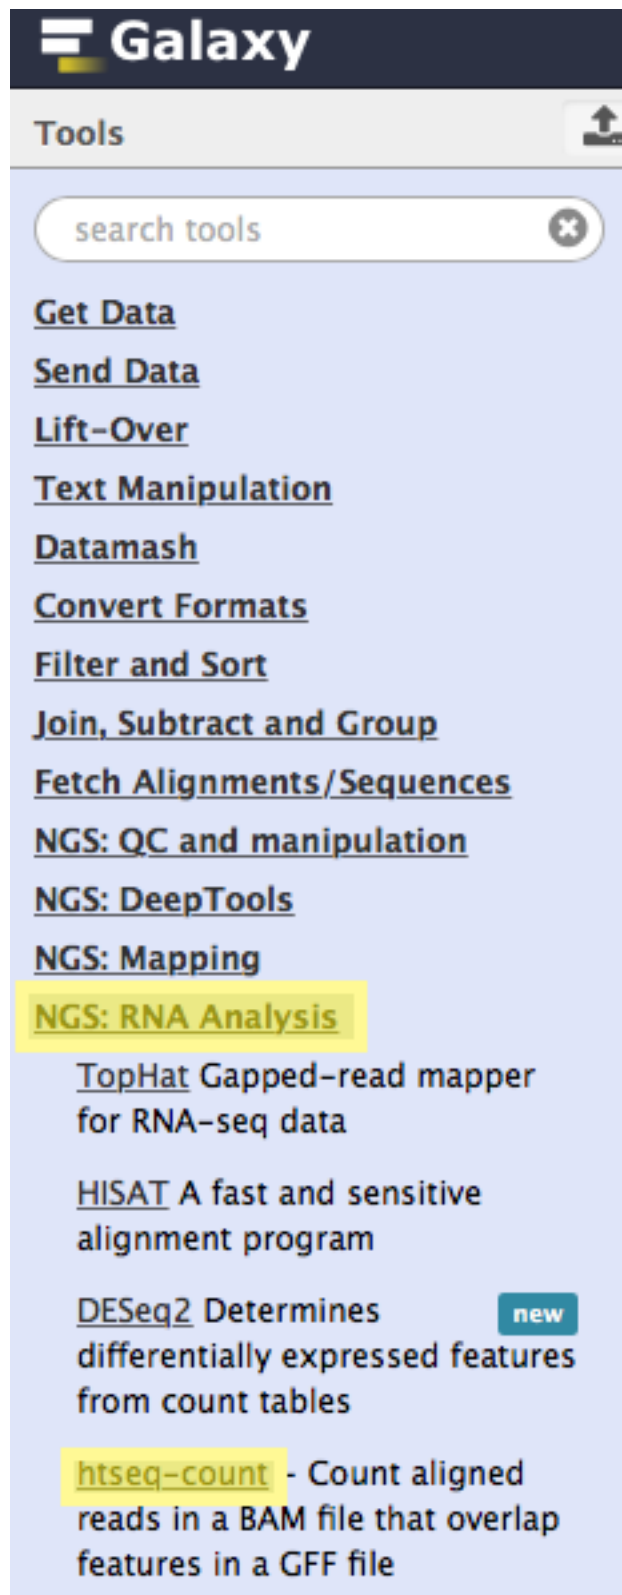 Galaxy
Tools
search tools
Get Data
Send Data
Lift-Over
Text Manipulation
Datamash
Convert Formats
Filter and Sort
Join, Subtract and Group
Fetch Alignments/Sequences
NGS: QC and manipulation
NGS: DeepTools
NGS: Mapping
NGS: RNA Analysis
TopHat Gapped-read mapper
for RNA-seq data
HISAT A fast and sensitive
alignment program
DESeq2 Determines new
differentially expressed features
from count tables
htseq-count - Count aligned
reads in a BAM file that overlap
features in a GFF file